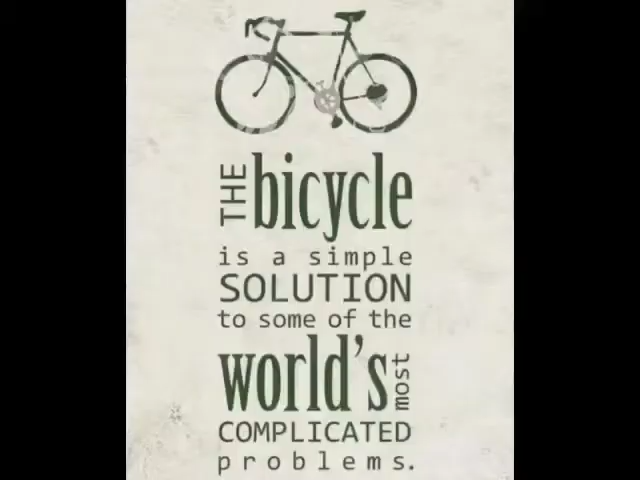 THE bicycle
is a simple
SOLUTION
to some of the
world's most
COMPLICATED
problems.